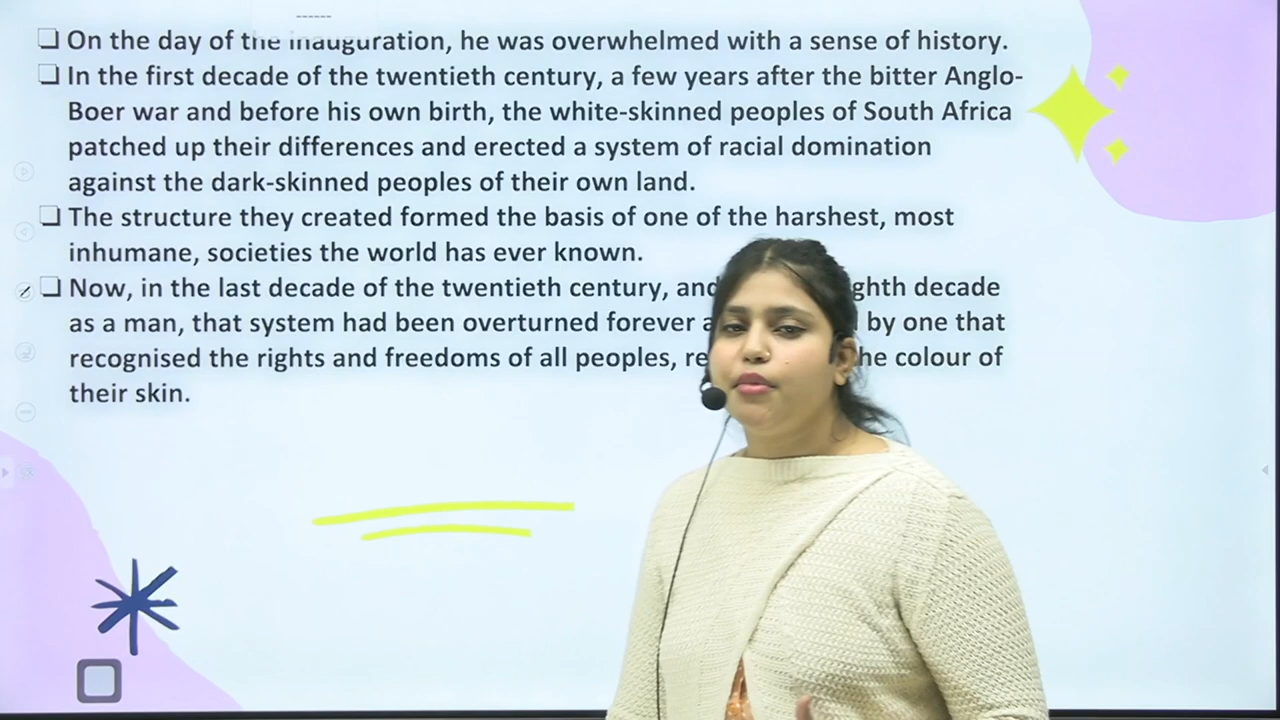 ❑ On the day of the inauguration, he was overwhelmed with a sense of history.
❑ In the first decade of the twentieth century, a few years after the bitter Anglo-
Boer war and before his own birth, the white-skinned peoples of South Africa
patched up their differences and erected a system of racial domination
against the dark-skinned peoples of their own land.
❑ The structure they created formed the basis of one of the harshest, most
inhumane, societies the world has ever known.
❑ Now, in the last decade of the twentieth century, and decade
as a man, that system had been overturned forever by one that
recognised the rights and freedoms of all peoples, colour of
their skin.